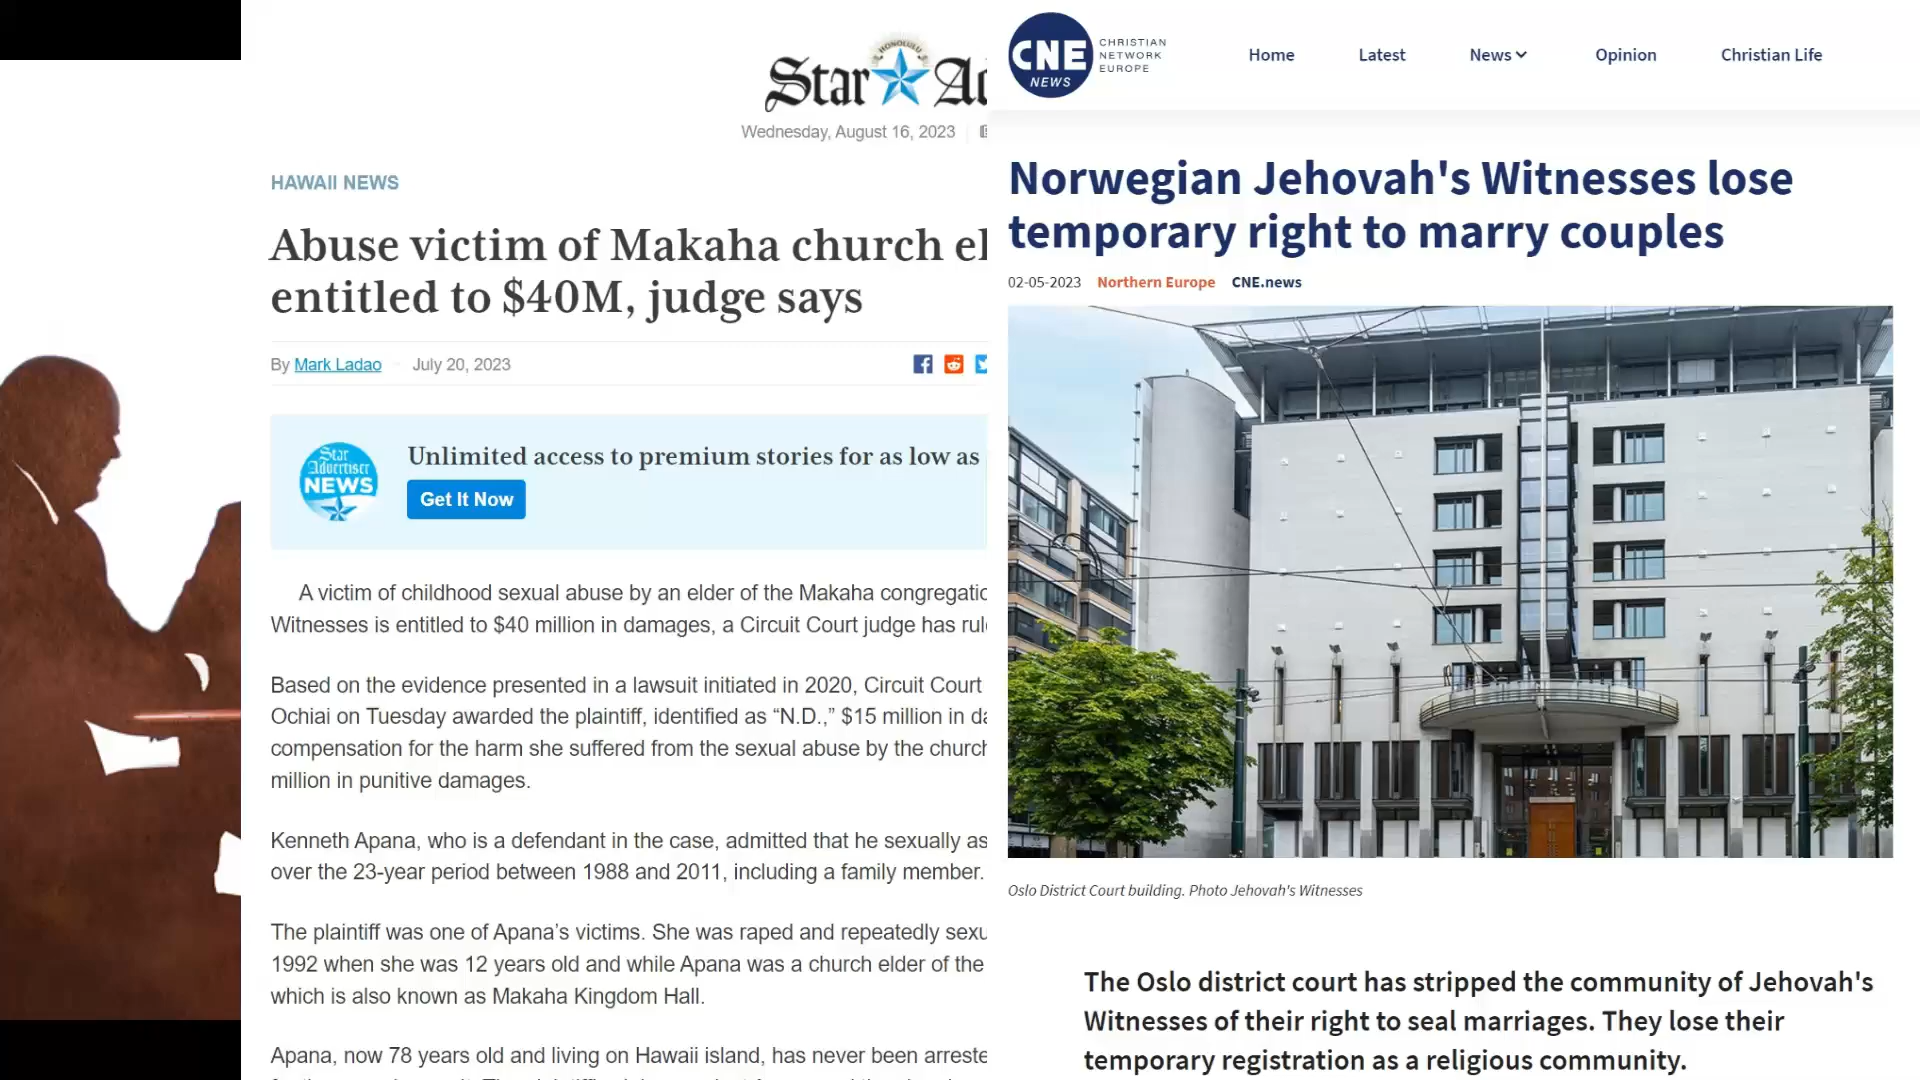 HONOLULU
Star
Wednesday, August 16, 2023
HAWAII NEWS
Abuse victim of Makaha church el
entitled to $40M, judge says
By Mark Ladao July 20, 2023
Star
Advertiser
NEWS
Unlimited access to premium stories for as low as
Get It Now
A victim of childhood sexual abuse by an elder of the Makaha congregatio
Witnesses is entitled to $40 million in damages, a Circuit Court judge has rul
Based on the evidence presented in a lawsuit initiated in 2020, Circuit Court
Ochiai on Tuesday awarded the plaintiff, identified as “N.D.,” $15 million in da
compensation for the harm she suffered from the sexual abuse by the church
million in punitive damages.
Kenneth Apana, who is a defendant in the case, admitted that he sexually as
over the 23-year period between 1988 and 2011, including a family member.
The plaintiff was one of Apana’s victims. She was raped and repeatedly sexu
1992 when she was 12 years old and while Apana was a church elder of the
which is also known as Makaha Kingdom Hall.
Apana, now 78 years old and living on Hawaii island, has never been arreste
CNE
NEWS
CHRISTIAN
NETWORK
EUROPE
Home Latest News Opinion Christian Life
Norwegian Jehovah's Witnesses lose
temporary right to marry couples
02-05-2023 Northern Europe CNE.news
Oslo District Court building. Photo Jehovah's Witnesses
The Oslo district court has stripped the community of Jehovah's
Witnesses of their right to seal marriages. They lose their
temporary registration as a religious community.